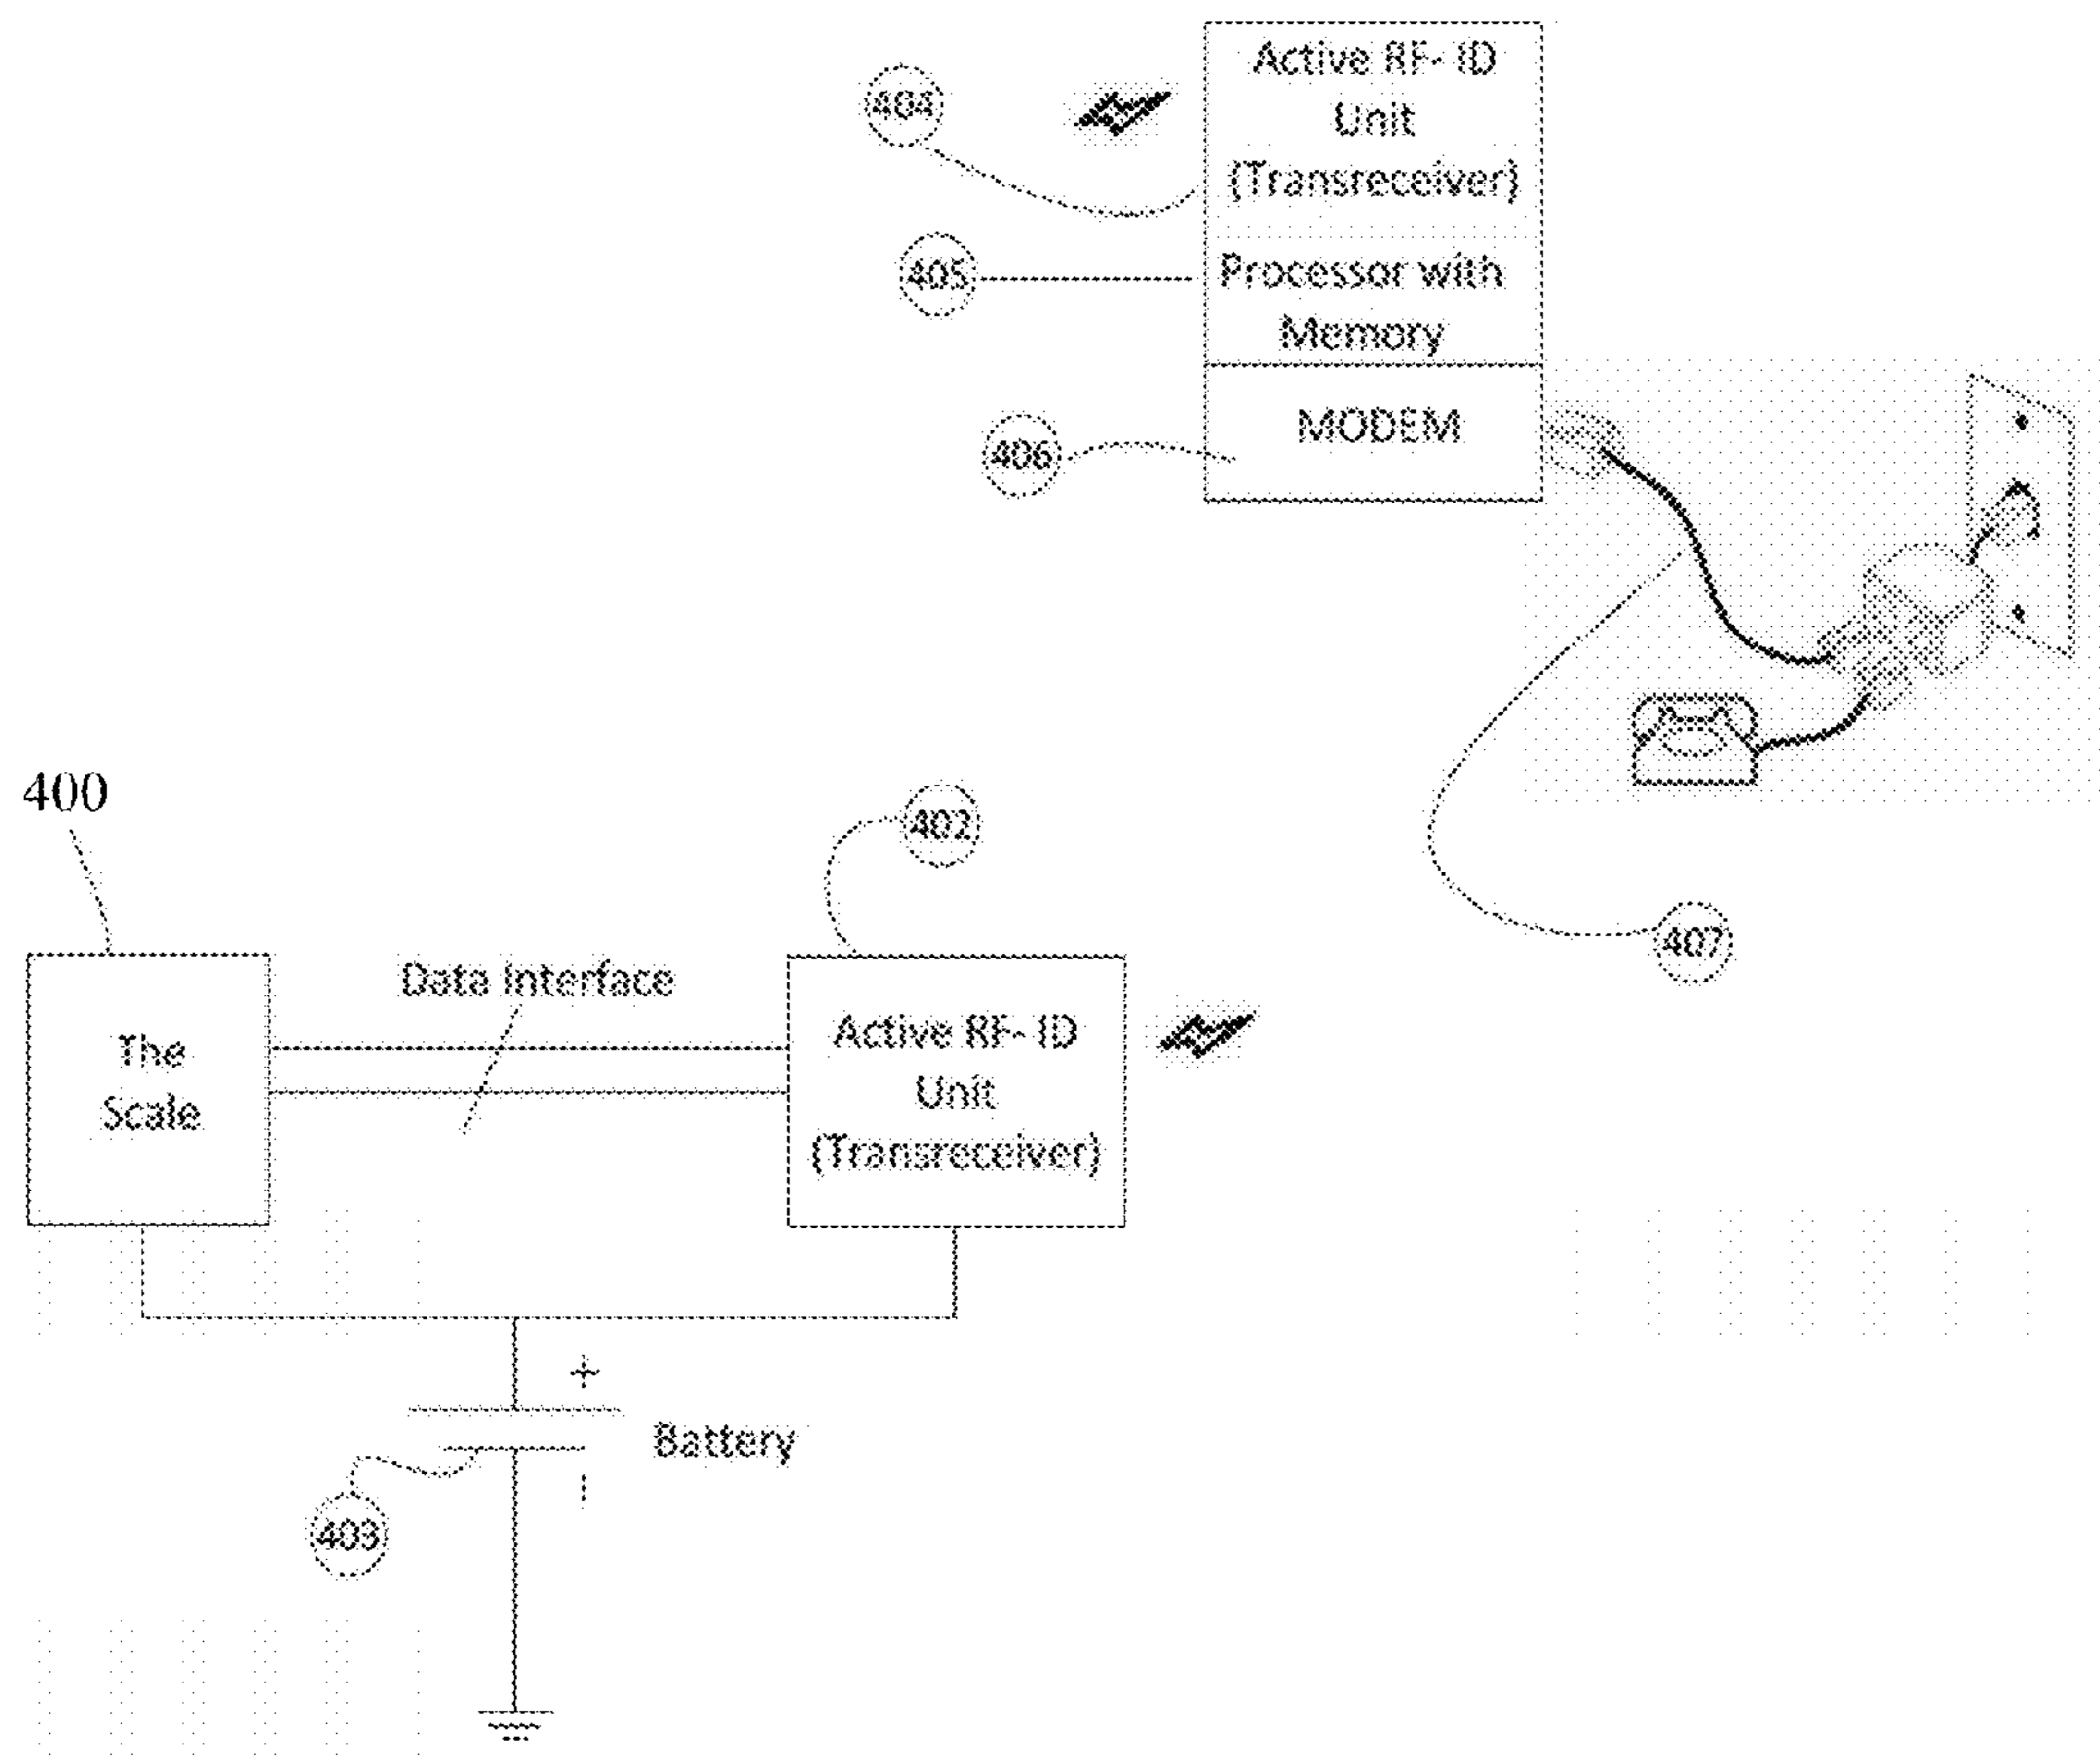 Active RF- ID
Unit
(Transreceiver)
404
405
Processor with
Memory
406
MODEM
400
402
407
Data Interface
The
Scale
Active RF- ID
Unit
(Transreceiver)
+
Battery
403